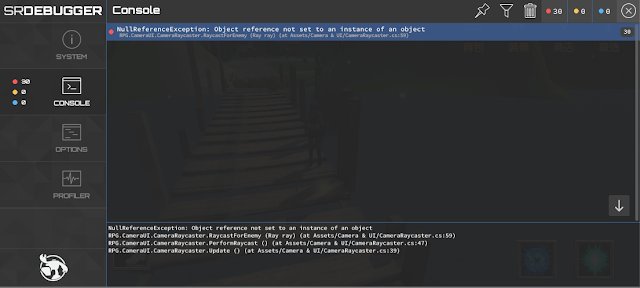 SRDEBUGGER
Console
30
0
0
NullReferenceException: Object reference not set to an instance of an object
RPG.CameraUI.CameraRaycaster.RaycastForEnemy (Ray ray) (at Assets/Camera & UI/CameraRaycaster.cs:59)
30
SYSTEM
30
0
0
CONSOLE
OPTIONS
PROFILER
NullReferenceException: Object reference not set to an instance of an object
RPG.CameraUI.CameraRaycaster.RaycastForEnemy (Ray ray) (at Assets/Camera & UI/CameraRaycaster.cs:59)
RPG.CameraUI.CameraRaycaster.PerformRaycast () (at Assets/Camera & UI/CameraRaycaster.cs:47)
RPG.CameraUI.CameraRaycaster.Update () (at Assets/Camera & UI/CameraRaycaster.cs:39)